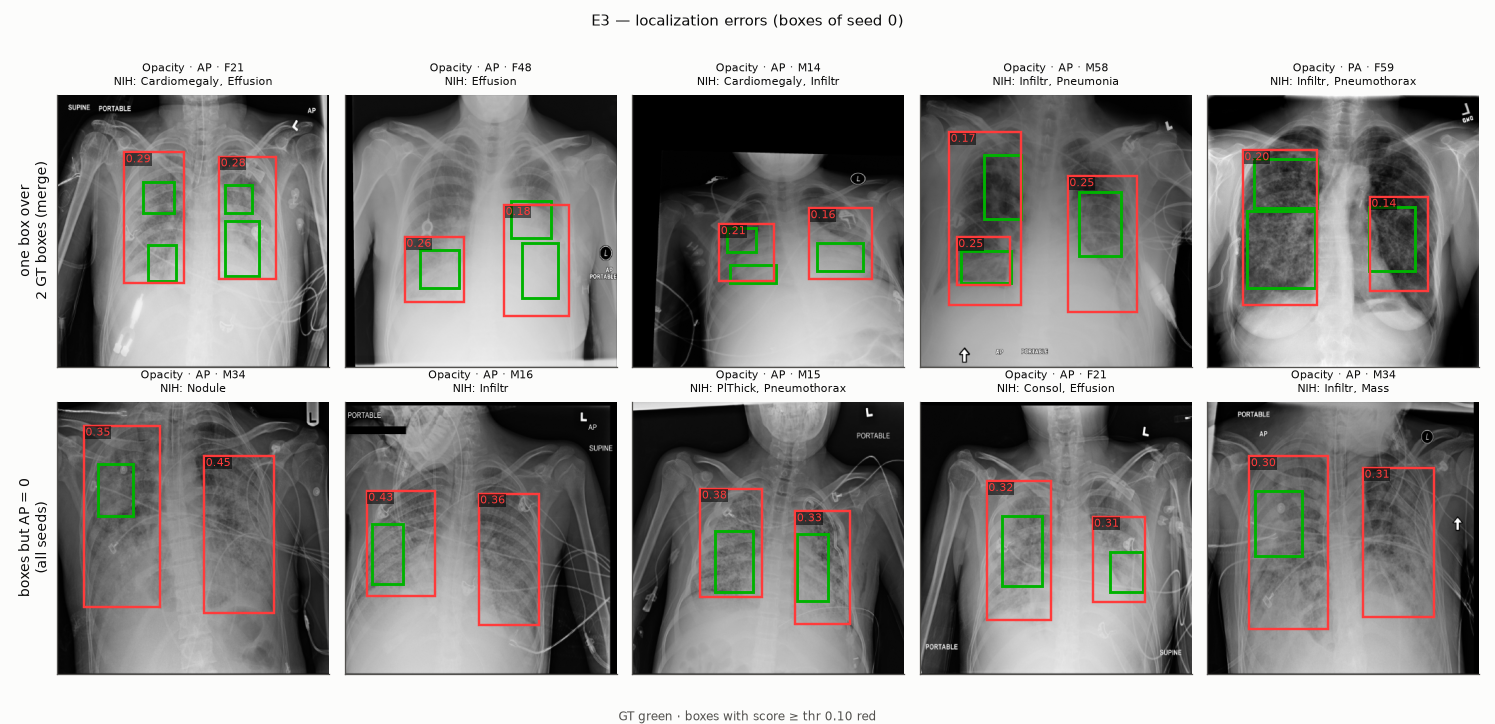 E3 — localization errors (boxes of seed 0)
one box over
2 GT boxes (merge)
Opacity · AP · F21
NIH: Cardiomegaly, Effusion
SUPINE PORTABLE
AP
L
0.29
0.28
Opacity · AP · F48
NIH: Effusion
0.18
0.26
L
AP
PORTABLE
Opacity · AP · M14
NIH: Cardiomegaly, Infiltr
L
0.16
0.21
Opacity · AP · M58
NIH: Infiltr, Pneumonia
L
0.17
0.25
0.25
AP PORTABLE
Opacity · PA · F59
NIH: Infiltr, Pneumothorax
L
0.20
0.14
boxes but AP = 0
(all seeds)
Opacity · AP · M34
NIH: Nodule
L
0.35
0.45
Opacity · AP · M16
NIH: Infiltr
PORTABLE
L
AP
SUPINE
0.43
0.36
Opacity · AP · M15
NIH: PlThick, Pneumothorax
L
PORTABLE
0.38
0.33
Opacity · AP · F21
NIH: Consol, Effusion
L
0.32
0.31
PORTABLE
SUPINE
Opacity · AP · M34
NIH: Infiltr, Mass
PORTABLE
AP
L
0.30
0.31
GT green · boxes with score ≥ thr 0.10 red